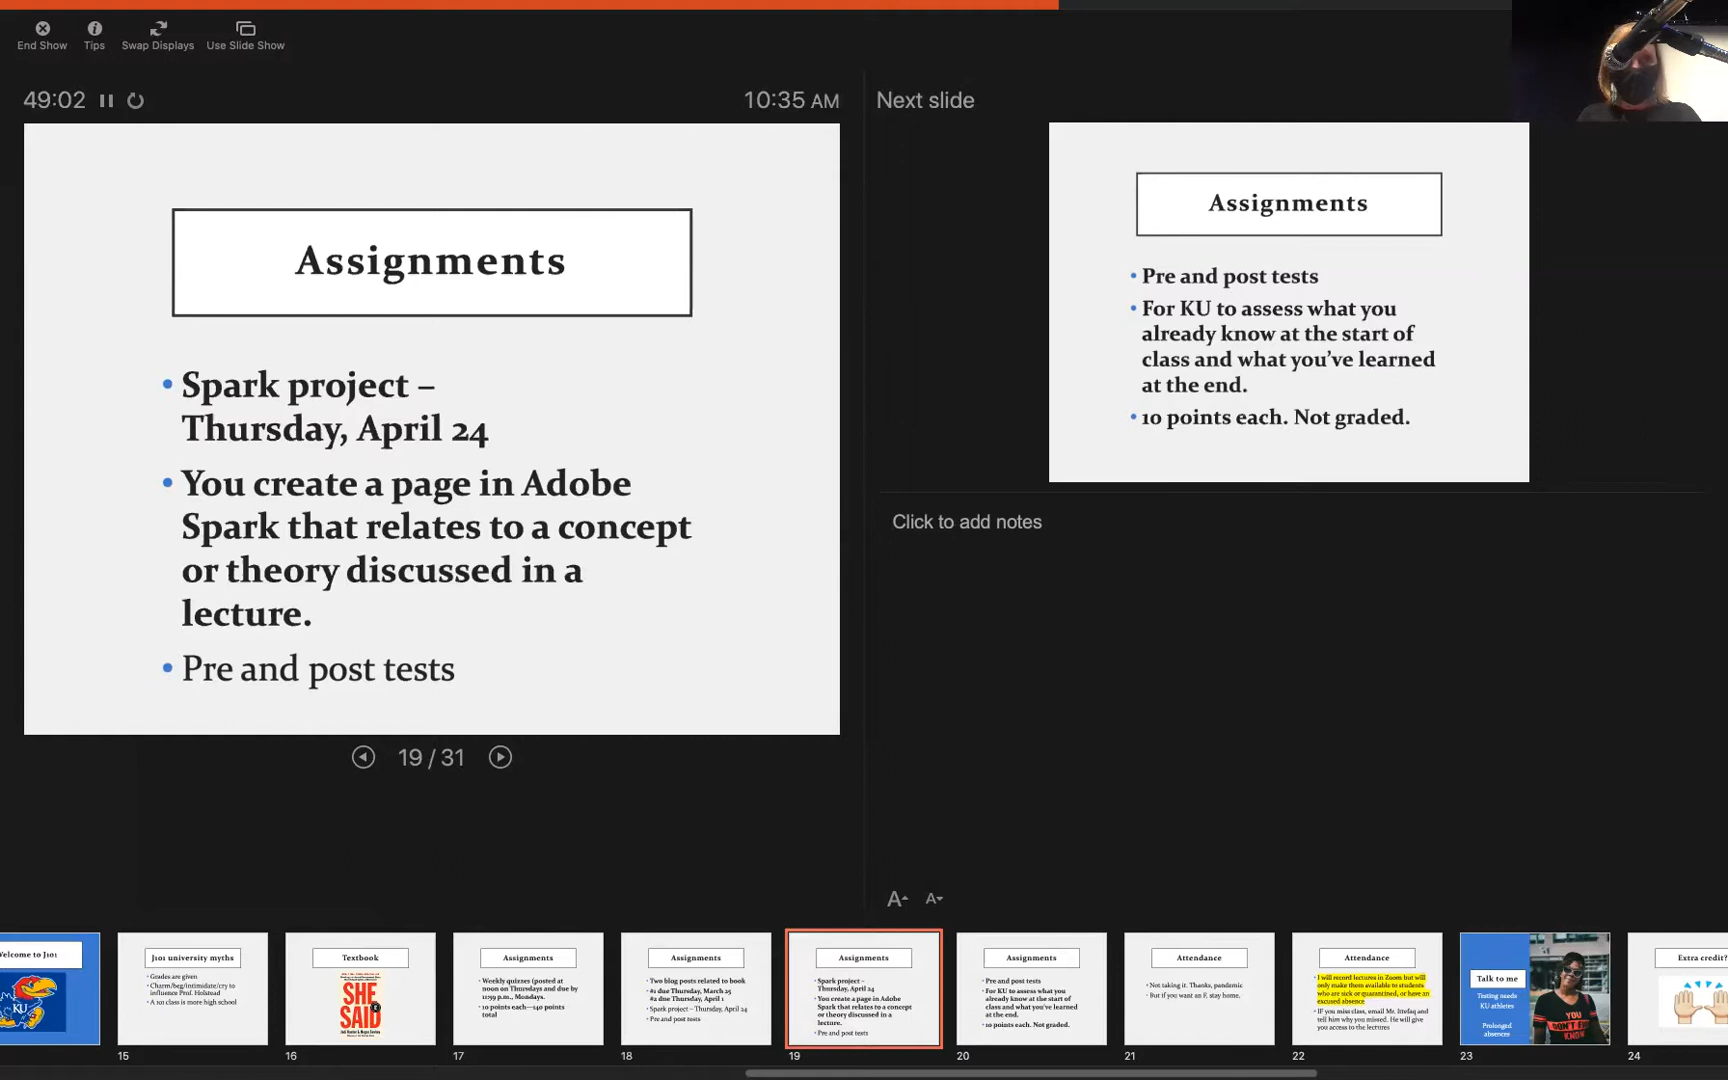 End Show
Tips
Swap Displays
Use Slide Show
49:02
10:35 AM
Next slide
Assignments
• Spark project –
Thursday, April 24
• You create a page in Adobe
Spark that relates to a concept
or theory discussed in a
lecture.
• Pre and post tests
Assignments
• Pre and post tests
• For KU to assess what you
already know at the start of
class and what you’ve learned
at the end.
• 10 points each. Not graded.
Click to add notes
19 / 31
A
A
Welcome to J101
KU
J101 university myths
• Grades are given
• Charm/beg/intimidate/cry to
influence Prof. Holstead
• A 101 class is more high school
15
Textbook
SHE
SAID
16
Assignments
• Weekly quizzes (posted at
noon on Thursdays and due by
11:59 p.m., Mondays.
• 10 points each—140 points
total
17
Assignments
• Two blog posts related to book
#1 due Thursday, March 25
#2 due Thursday, April 1
• Spark project – Thursday, April 24
• Pre and post tests
18
Assignments
• Spark project –
Thursday, April 24
• You create a page in Adobe
Spark that relates to a concept
or theory discussed in a
lecture.
• Pre and post tests
19
Assignments
• Pre and post tests
• For KU to assess what you
already know at the start of
class and what you’ve learned
at the end.
• 10 points each. Not graded.
20
Attendance
• Not taking it. Thanks, pandemic
• But if you want an F, stay home.
21
Attendance
• I will record lectures in Zoom but will
only make them available to students
who are sick or quarantined, or have an
excused absence
• IF you miss class, email Mr. Ittefaq and
tell him why you missed. He will give
you access to the lectures
22
Talk to me
Testing needs
KU athletes
Prolonged
absences
YOU
DON'T
KNOW
23
Extra credit?
24